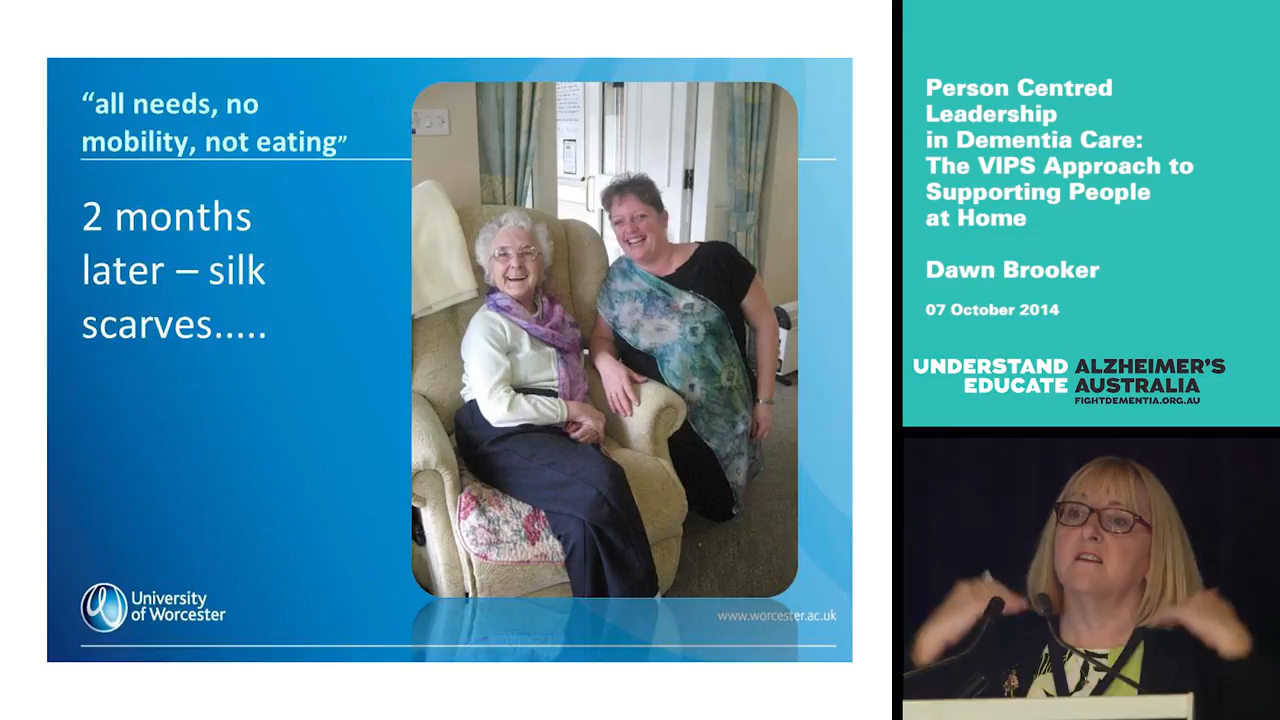 “all needs, no
mobility, not eating”
2 months
later – silk
scarves.....
University
of Worcester
www.worcester.ac.uk
Person Centred
Leadership
in Dementia Care:
The VIPS Approach to
Supporting People
at Home
Dawn Brooker
07 October 2014
UNDERSTAND ALZHEIMER'S
EDUCATE AUSTRALIA
FIGHTDEMENTIA.ORG.AU